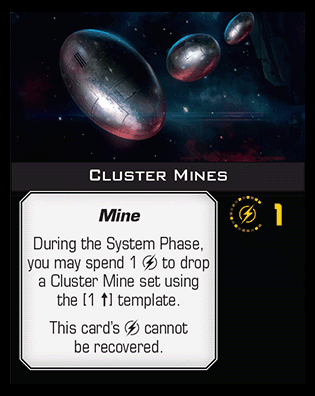 CLUSTER MINES
Mine
During the System Phase,
you may spend 1 to drop
a Cluster Mine set using
the [1 ⬆] template.
This card's cannot
be recovered.
1